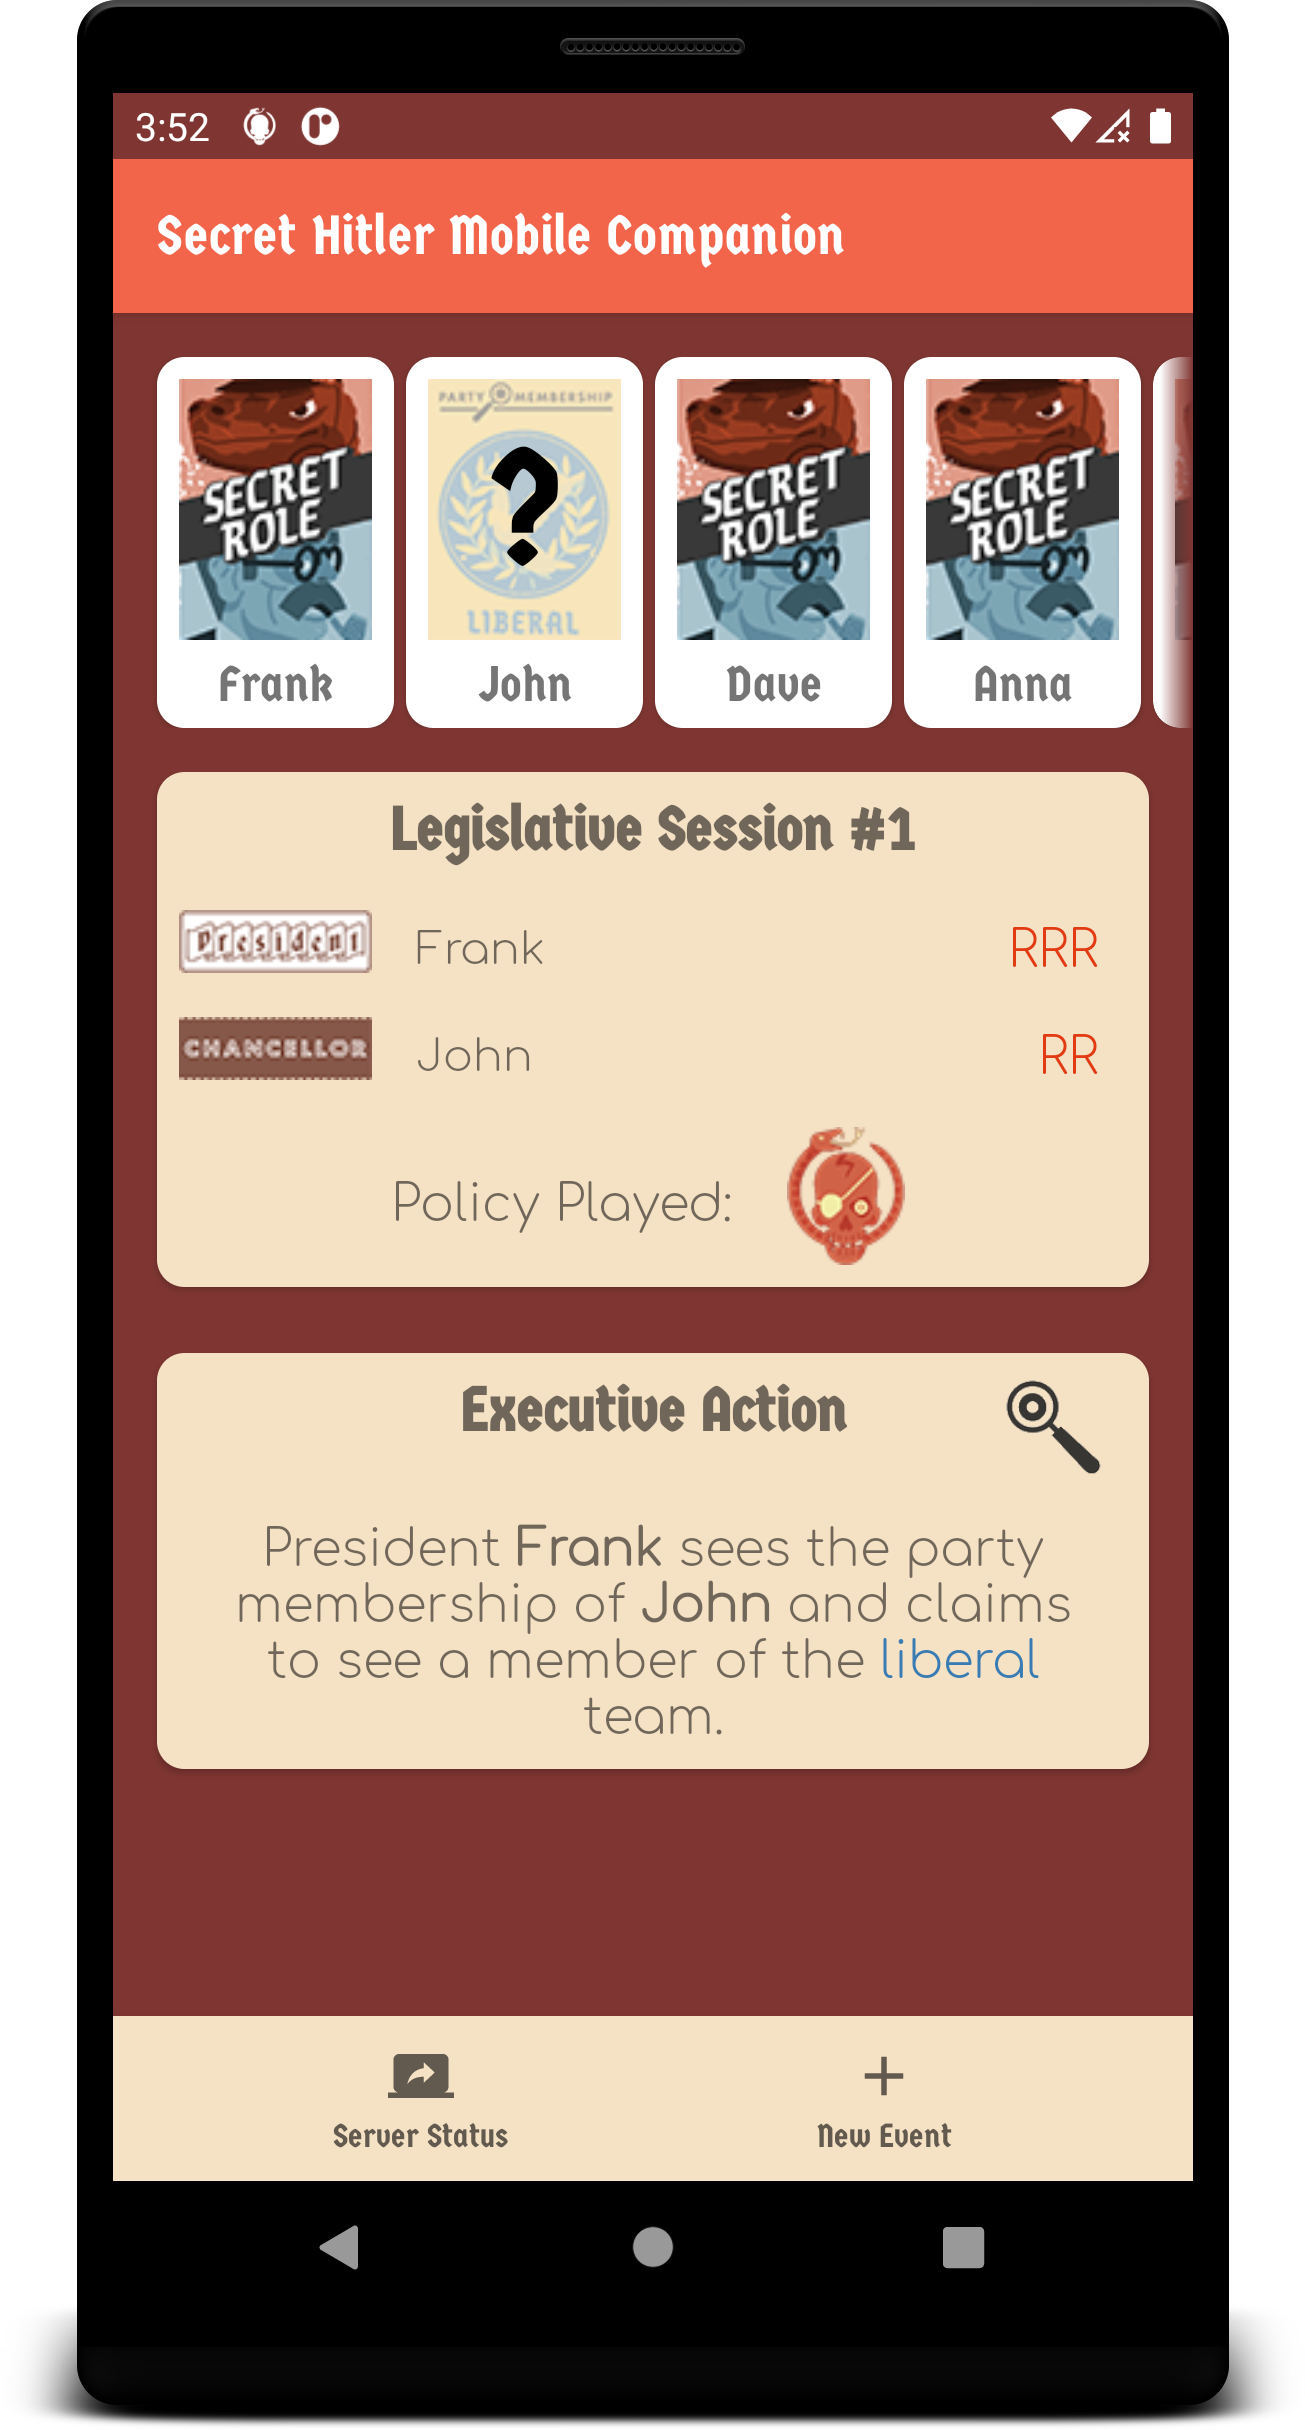 3:52
Secret Hitler Mobile Companion
SECRET ROLE
PARTY MEMBERSHIP
?
LIBERAL
SECRET ROLE
SECRET ROLE
Frank
John
Dave
Anna
Legislative Session #1
President Frank RRR
CHANCELLOR John RR
Policy Played:
Executive Action
President Frank sees the party
membership of John and claims
to see a member of the liberal
team.
Server Status
New Event